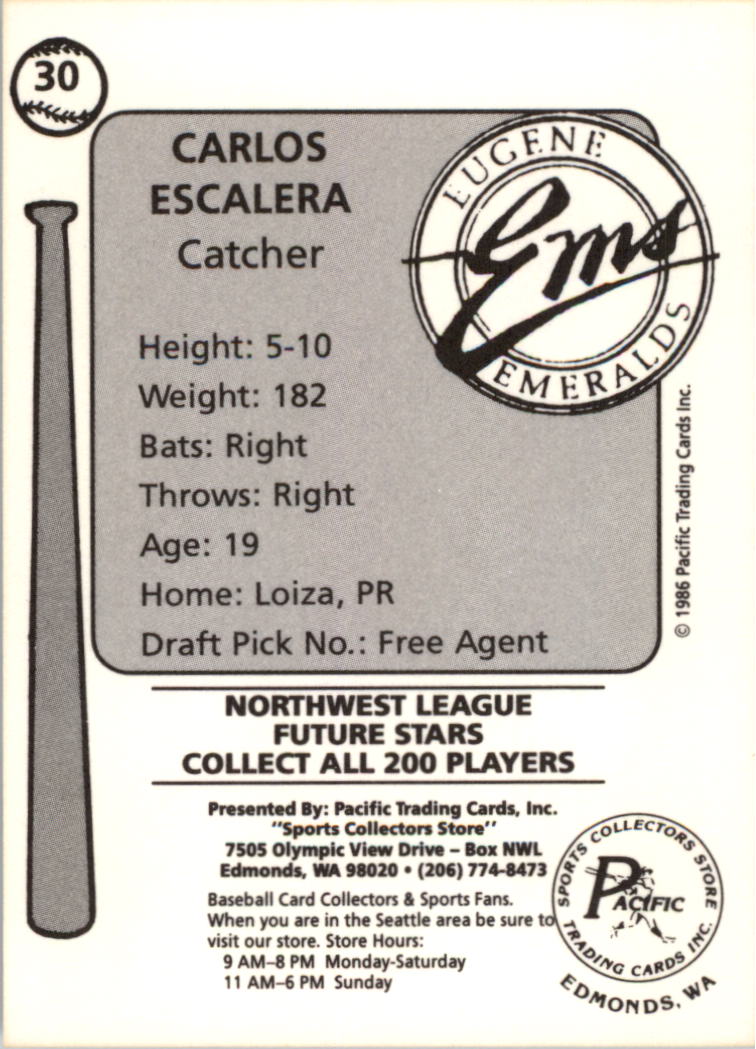 30
CARLOS
ESCALERA
Catcher
EUGENE
Ems
EMERALDS
Height: 5-10
Weight: 182
Bats: Right
Throws: Right
Age: 19
Home: Loiza, PR
Draft Pick No.: Free Agent
© 1986 Pacific Trading Cards Inc.
NORTHWEST LEAGUE
FUTURE STARS
COLLECT ALL 200 PLAYERS
Presented By: Pacific Trading Cards, Inc.
"Sports Collectors Store"
7505 Olympic View Drive – Box NWL
Edmonds, WA 98020 • (206) 774-8473
Baseball Card Collectors & Sports Fans.
When you are in the Seattle area be sure to
visit our store. Store Hours:
9 AM–8 PM Monday-Saturday
11 AM–6 PM Sunday
SPORTS COLLECTORS STORE
PACIFIC
TRADING CARDS INC.
EDMONDS, WA